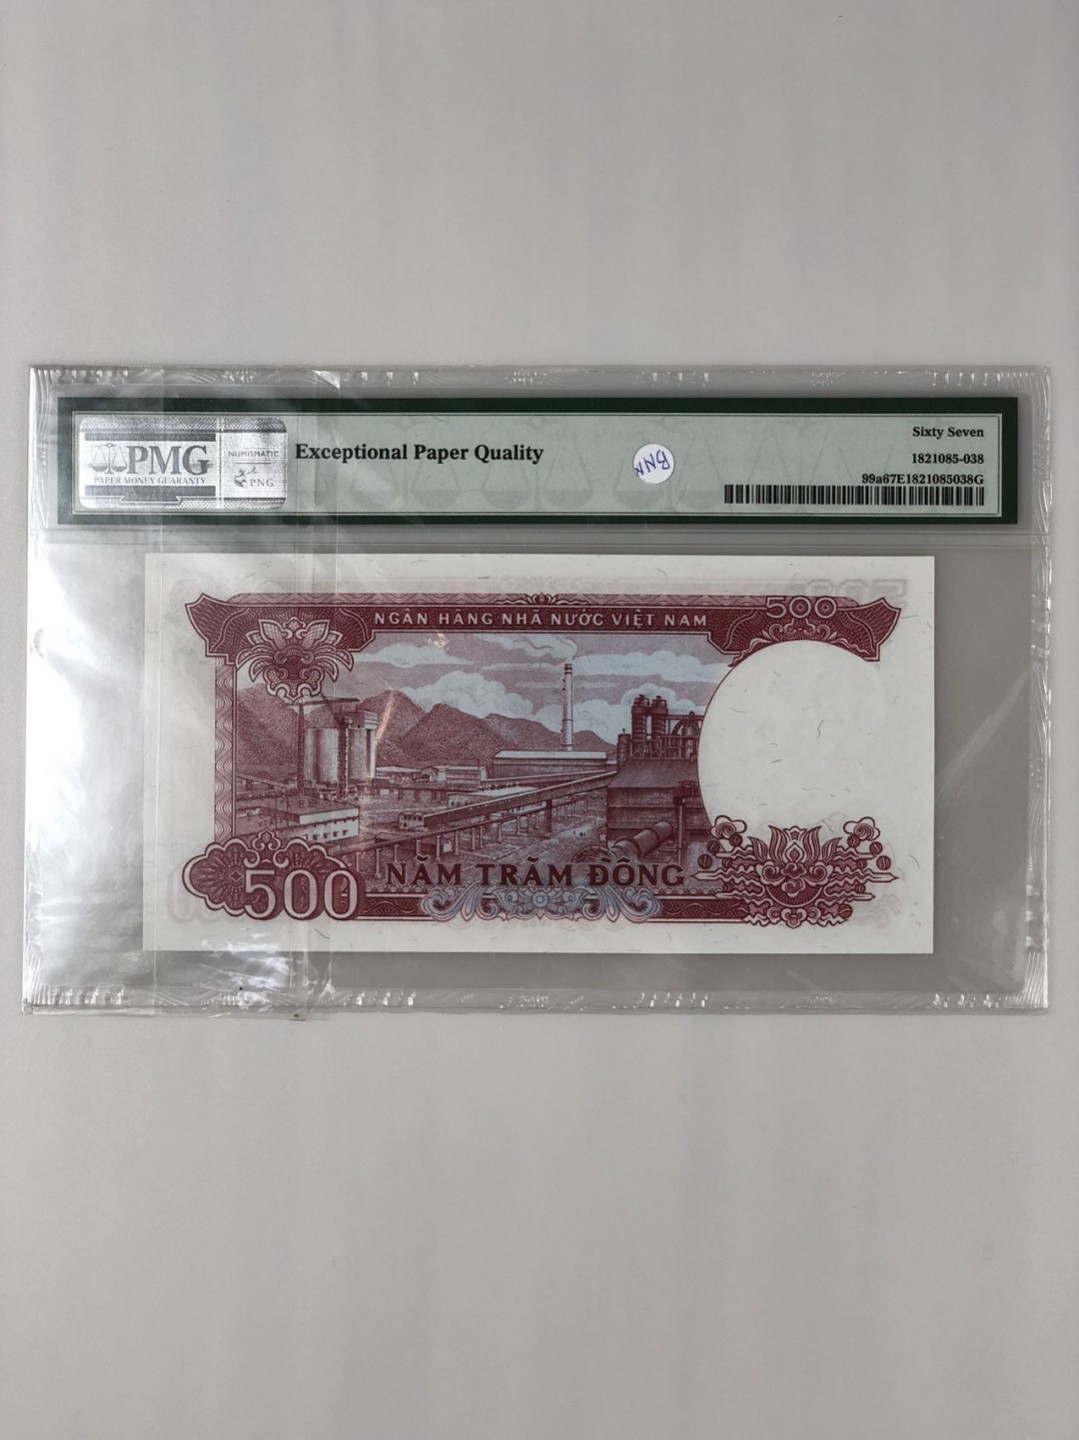 PMG
PAPER MONEY GUARANTY
NUMISMATIC
PNG
Exceptional Paper Quality
BNN
Sixty Seven
1821085-038
99a67E1821085038G
NGÂN HÀNG NHÀ NƯỚC VIỆT NAM
500
500
NĂM TRĂM ĐỒNG